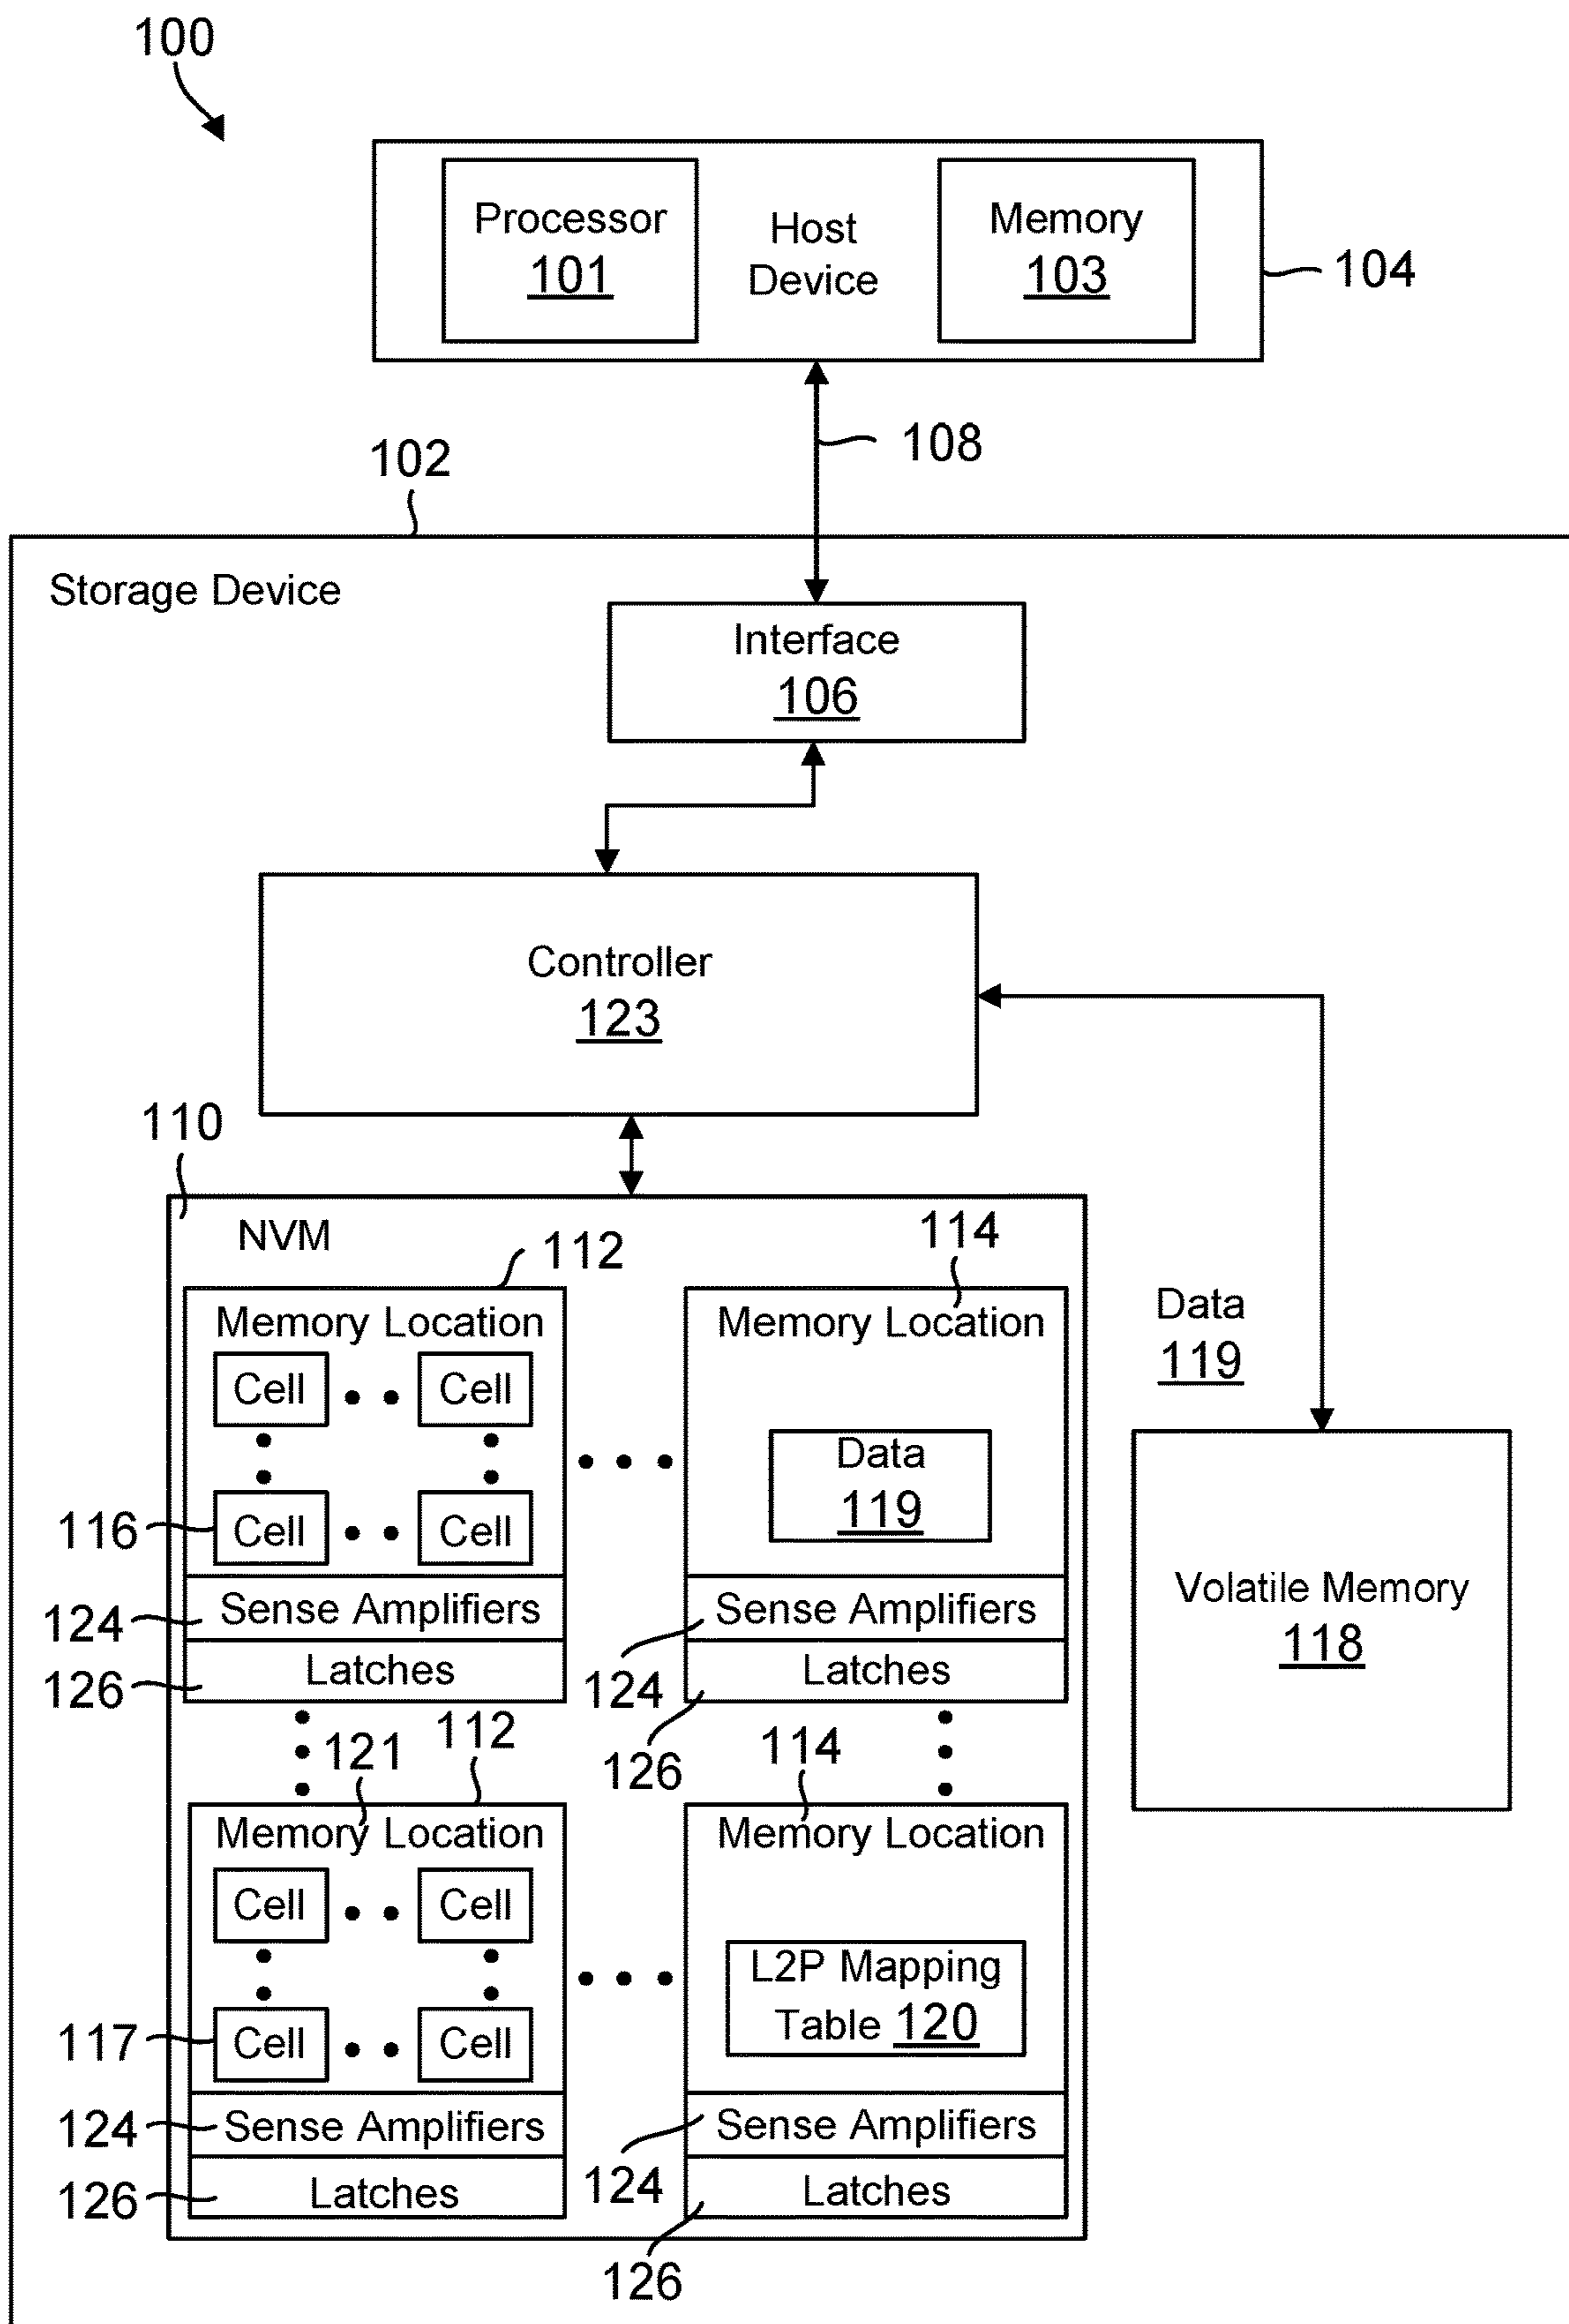 100
Processor
101
Host
Device
Memory
103
104
108
102
Storage Device
Interface
106
Controller
123
110
NVM
112
114
Memory Location
Cell
Cell
Cell
Cell
116
Sense Amplifiers
124
Latches
126
Memory Location
Data
119
Sense Amplifiers
124
Latches
126
Data
119
Volatile Memory
118
121
112
114
Memory Location
Cell
Cell
Cell
Cell
117
Sense Amplifiers
124
Latches
126
Memory Location
L2P Mapping
Table 120
Sense Amplifiers
124
Latches
126